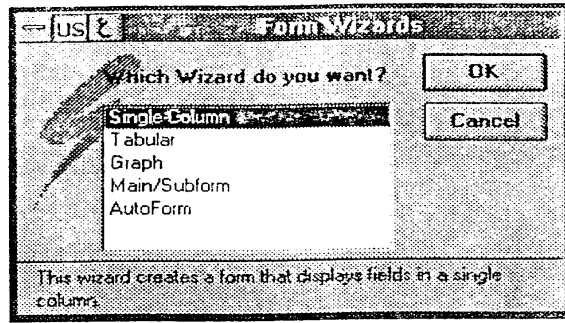 US ع Form Wizards
Which Wizard do you want?
OK
Cancel
Single-Column
Tabular
Graph
Main/Subform
AutoForm
This wizard creates a form that displays fields in a single
column.